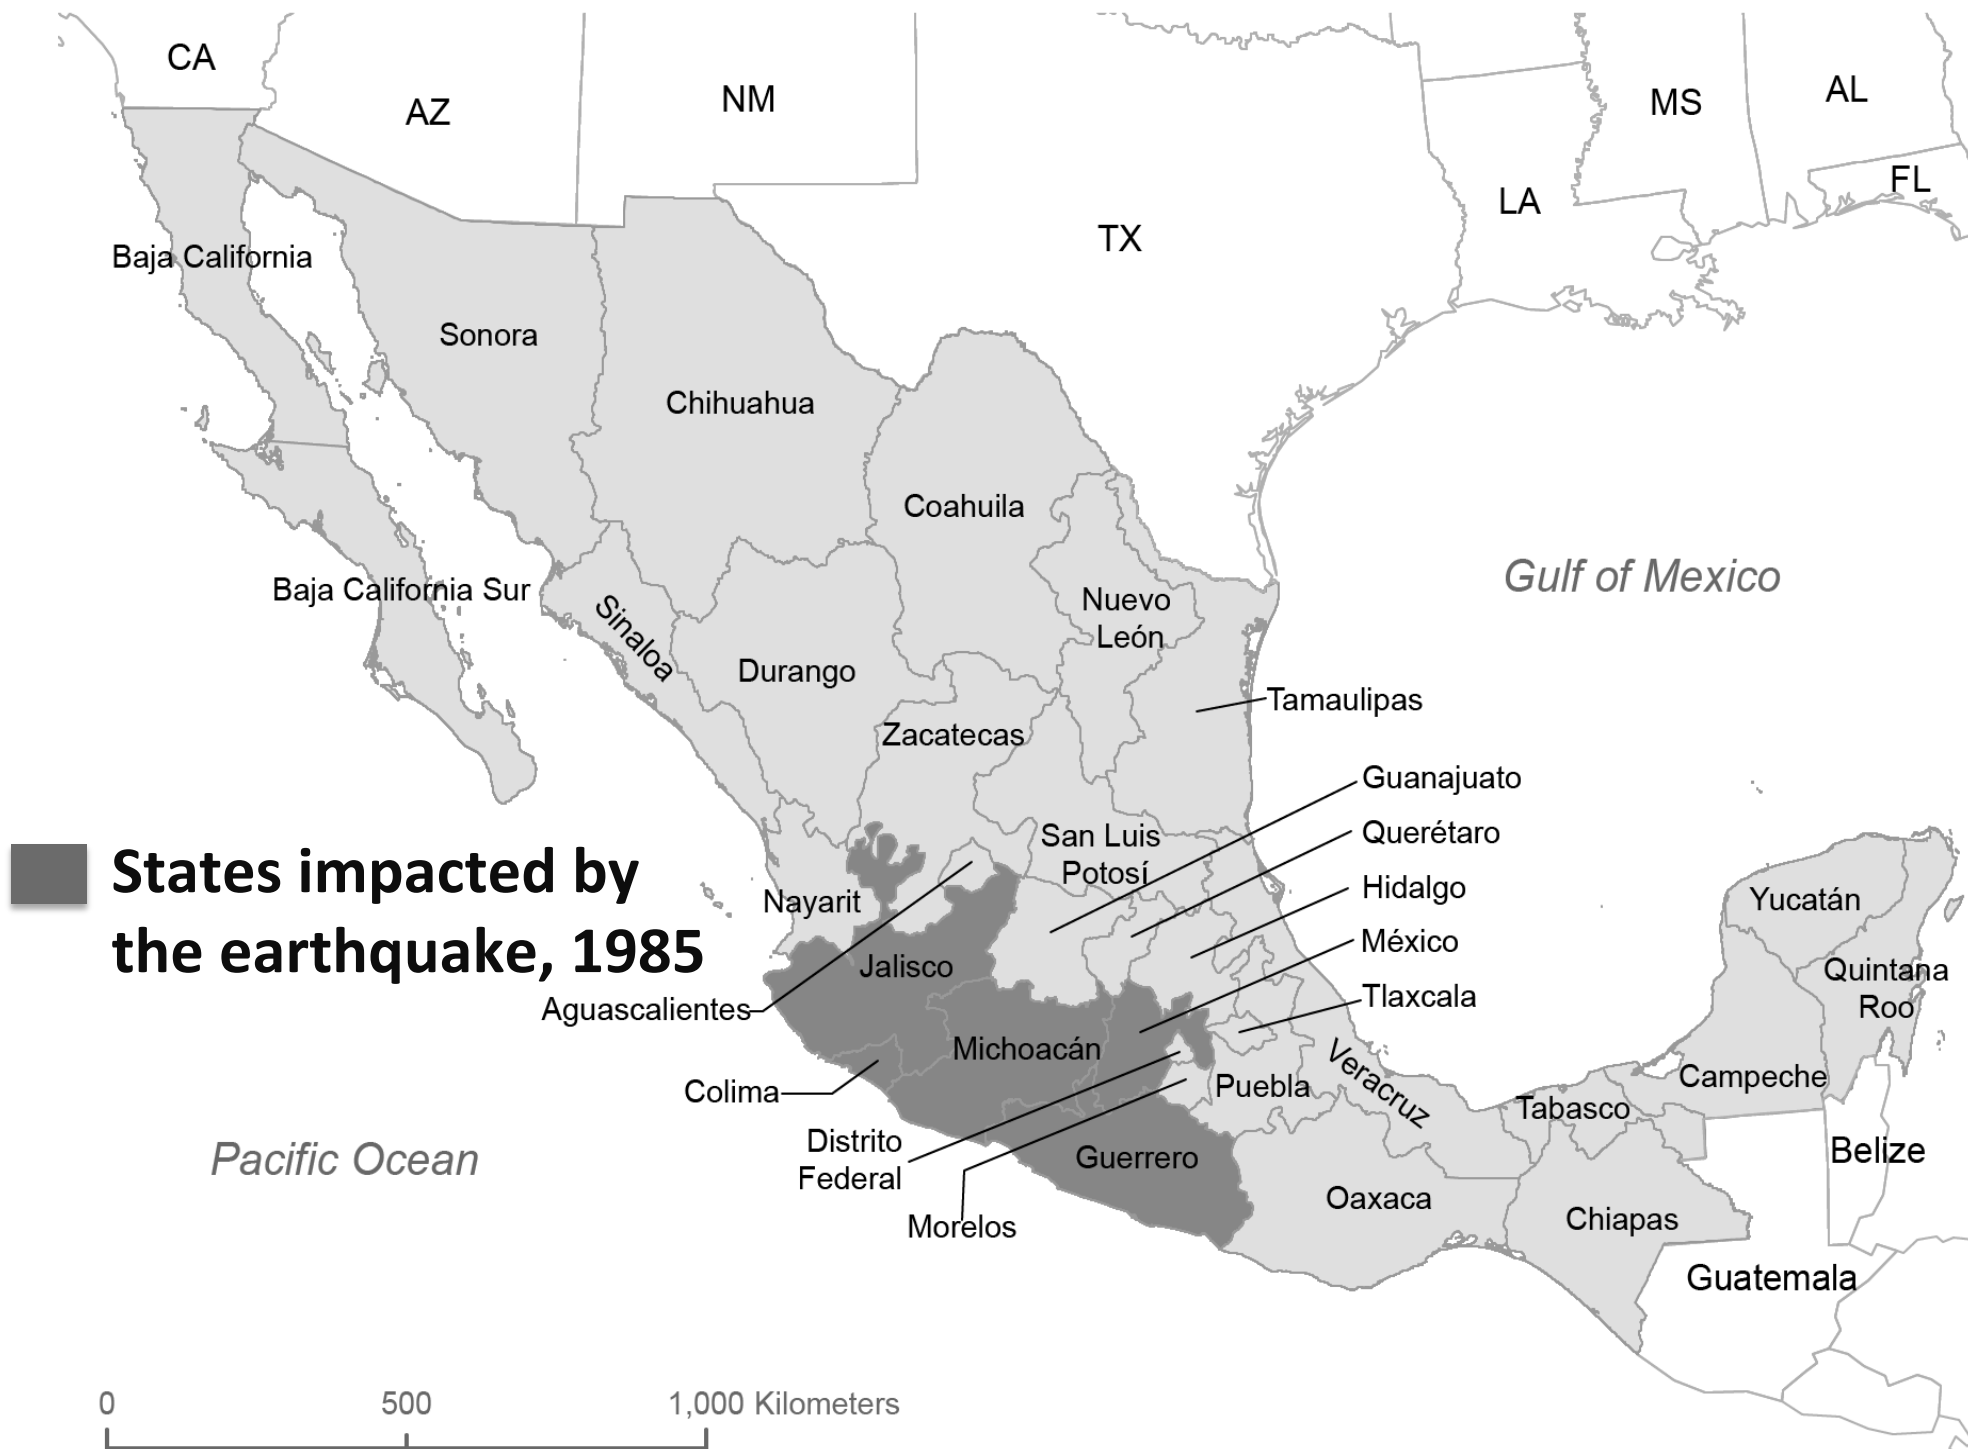 CA
AZ
NM
TX
LA
MS
AL
FL
Baja California
Sonora
Chihuahua
Coahuila
Baja California Sur
Sinaloa
Nuevo
León
Gulf of Mexico
Durango
Tamaulipas
Zacatecas
Guanajuato
San Luis
Potosí
Querétaro
States impacted by
the earthquake, 1985
Hidalgo
Nayarit
Yucatán
México
Jalisco
Quintana
Roo
Aguascalientes
Tlaxcala
Michoacán
Veracruz
Colima
Puebla
Campeche
Tabasco
Distrito
Federal
Guerrero
Belize
Pacific Ocean
Morelos
Oaxaca
Chiapas
Guatemala
0
500
1,000 Kilometers